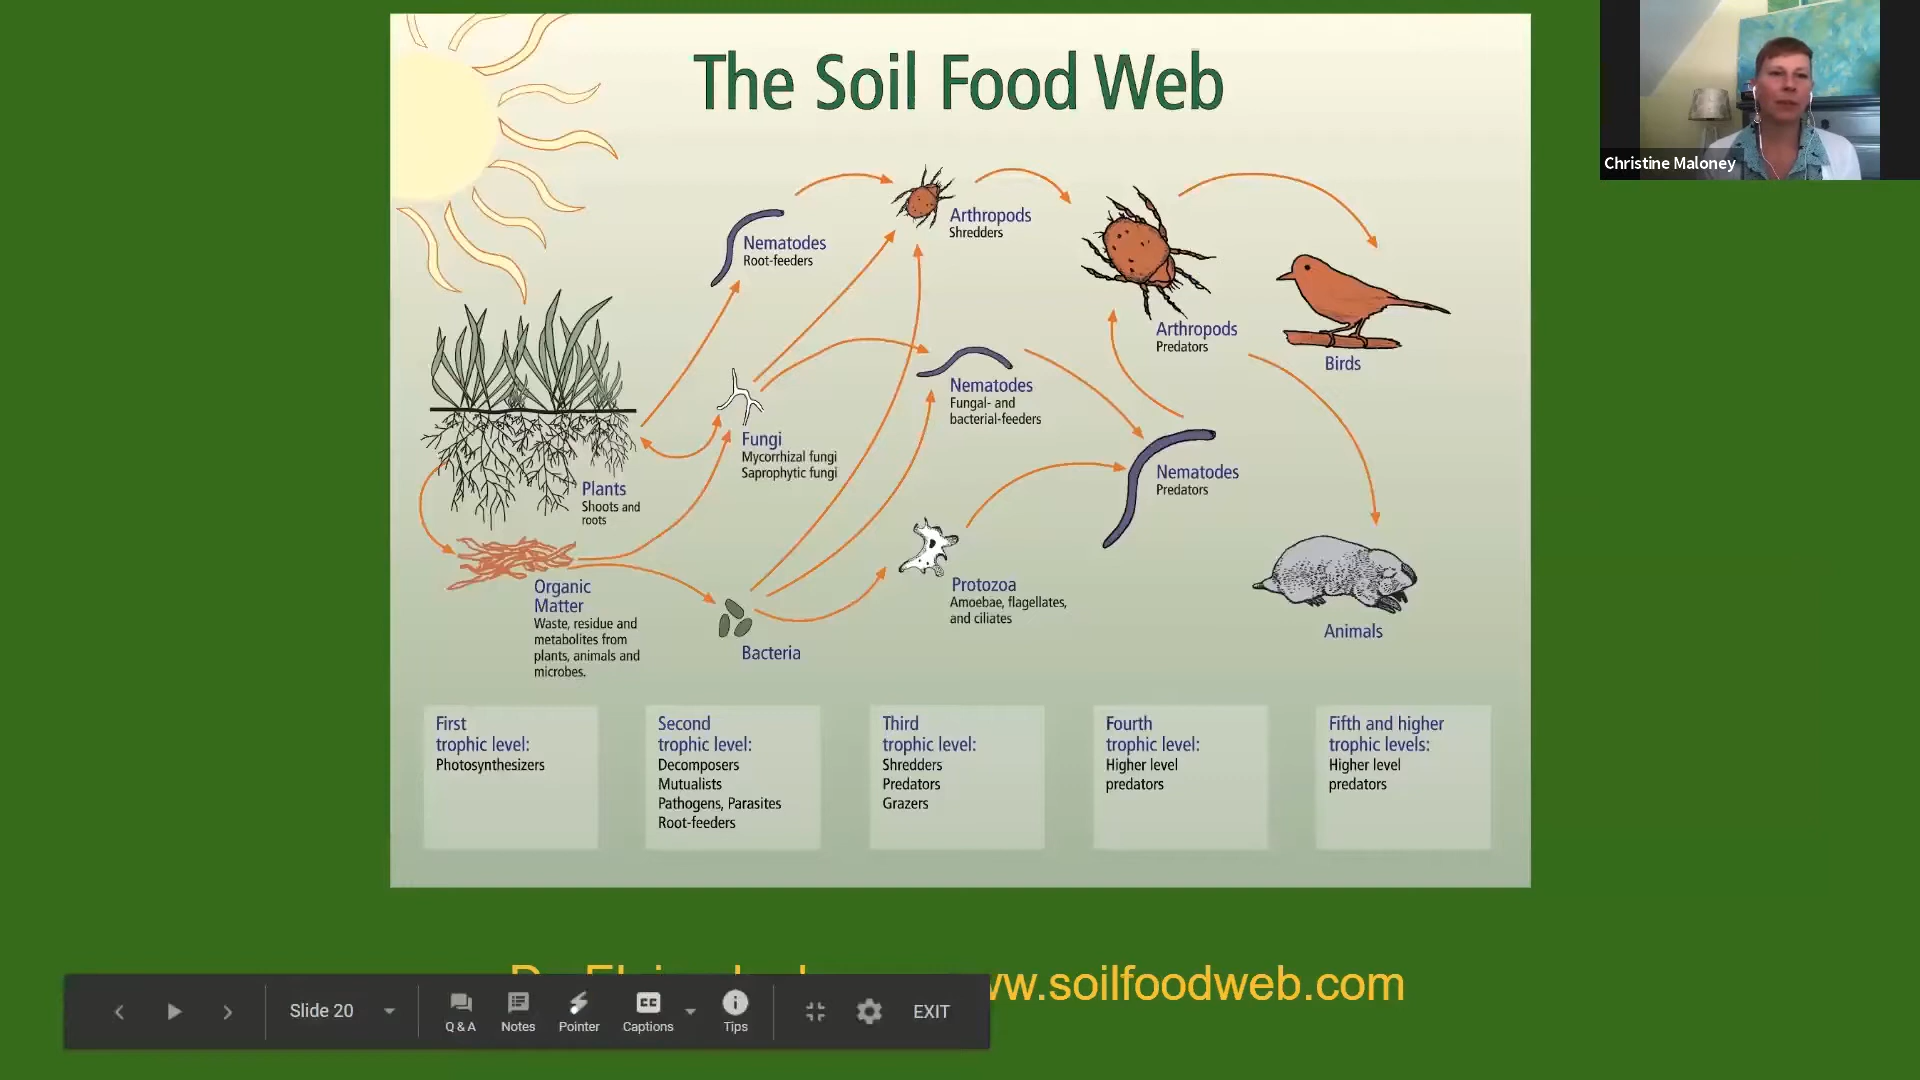 The Soil Food Web
Christine Maloney
Arthropods
Shredders
Nematodes
Root-feeders
Arthropods
Predators
Birds
Nematodes
Fungal- and
bacterial-feeders
Fungi
Mycorrhizal fungi
Saprophytic fungi
Nematodes
Predators
Plants
Shoots and
roots
Organic
Matter
Waste, residue and
metabolites from
plants, animals and
microbes.
Protozoa
Amoebae, flagellates,
and ciliates
Bacteria
Animals
First
trophic level:
Photosynthesizers
Second
trophic level:
Decomposers
Mutualists
Pathogens, Parasites
Root-feeders
Third
trophic level:
Shredders
Predators
Grazers
Fourth
trophic level:
Higher level
predators
Fifth and higher
trophic levels:
Higher level
predators
ww.soilfoodweb.com
Slide 20
Q & A
Notes
Pointer
CC
Captions
Tips
EXIT